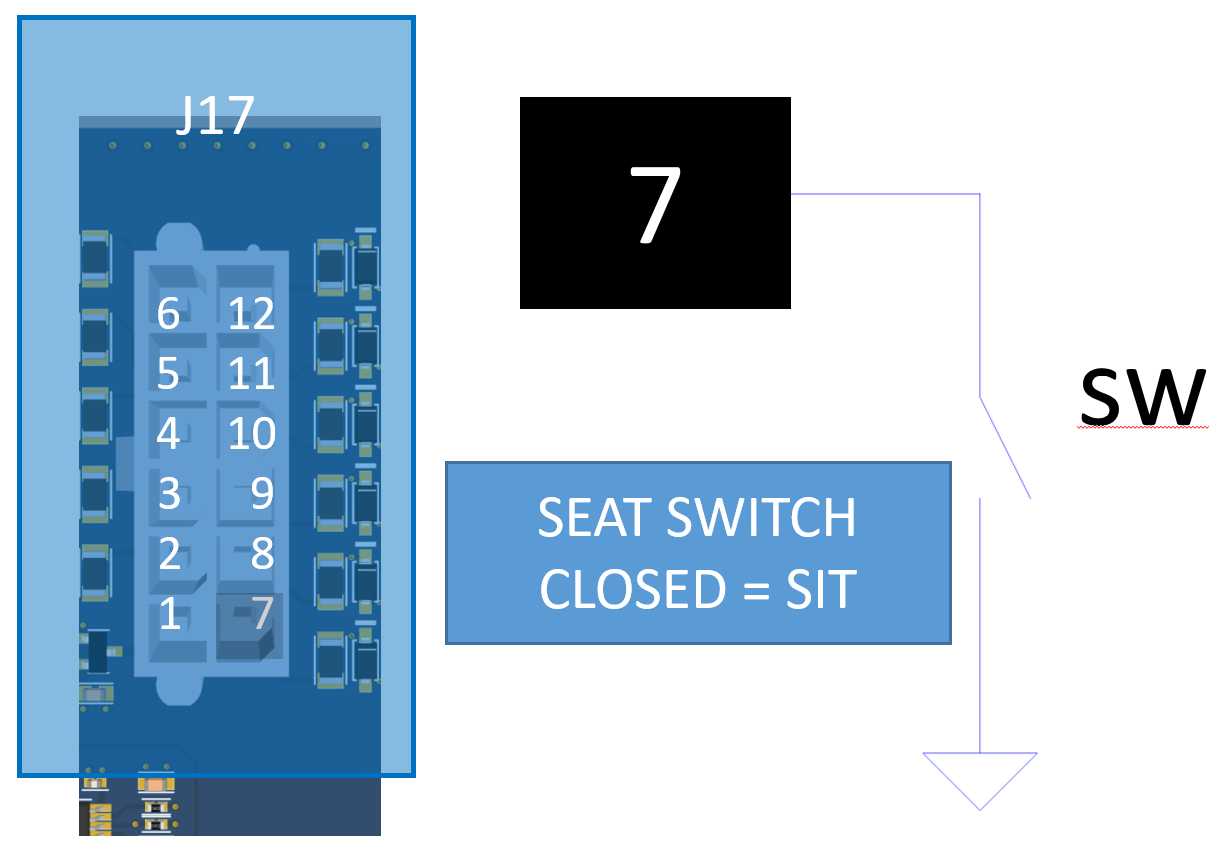 J17
6 12
5 11
4 10
3 9
2 8
1 7
7
SW
SEAT SWITCH
CLOSED = SIT